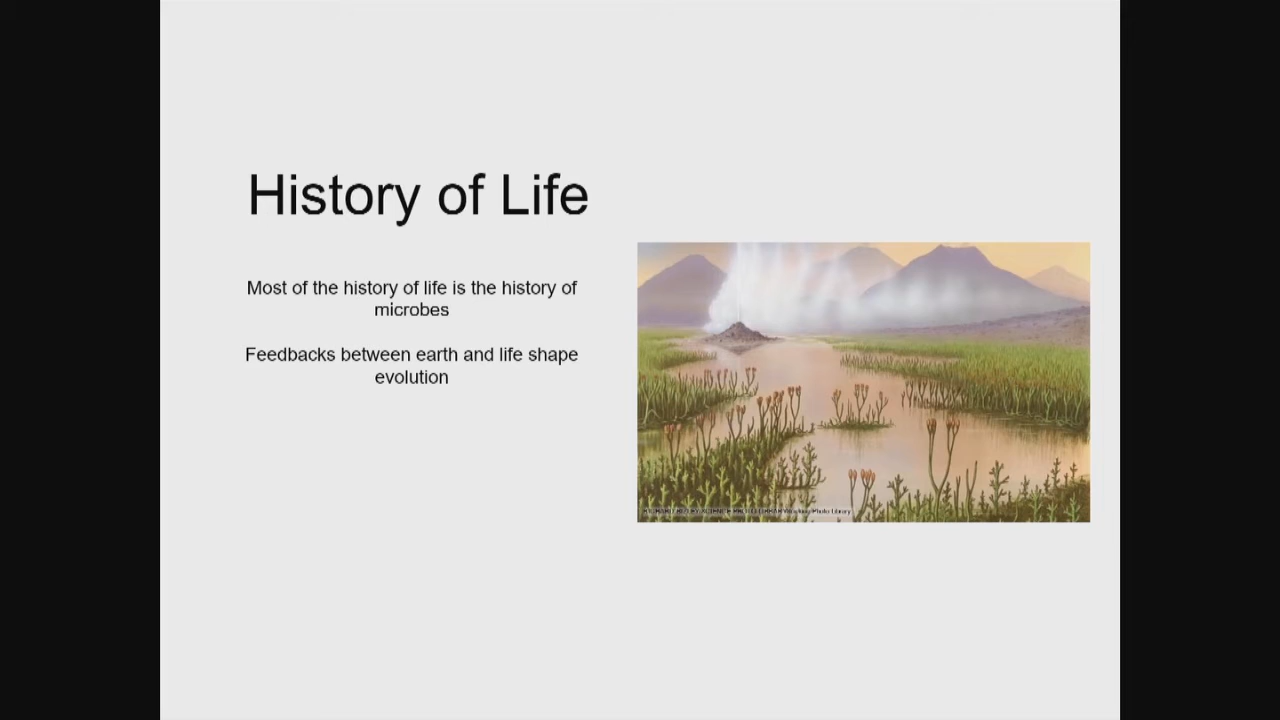 History of Life
Most of the history of life is the history of
microbes
Feedbacks between earth and life shape
evolution